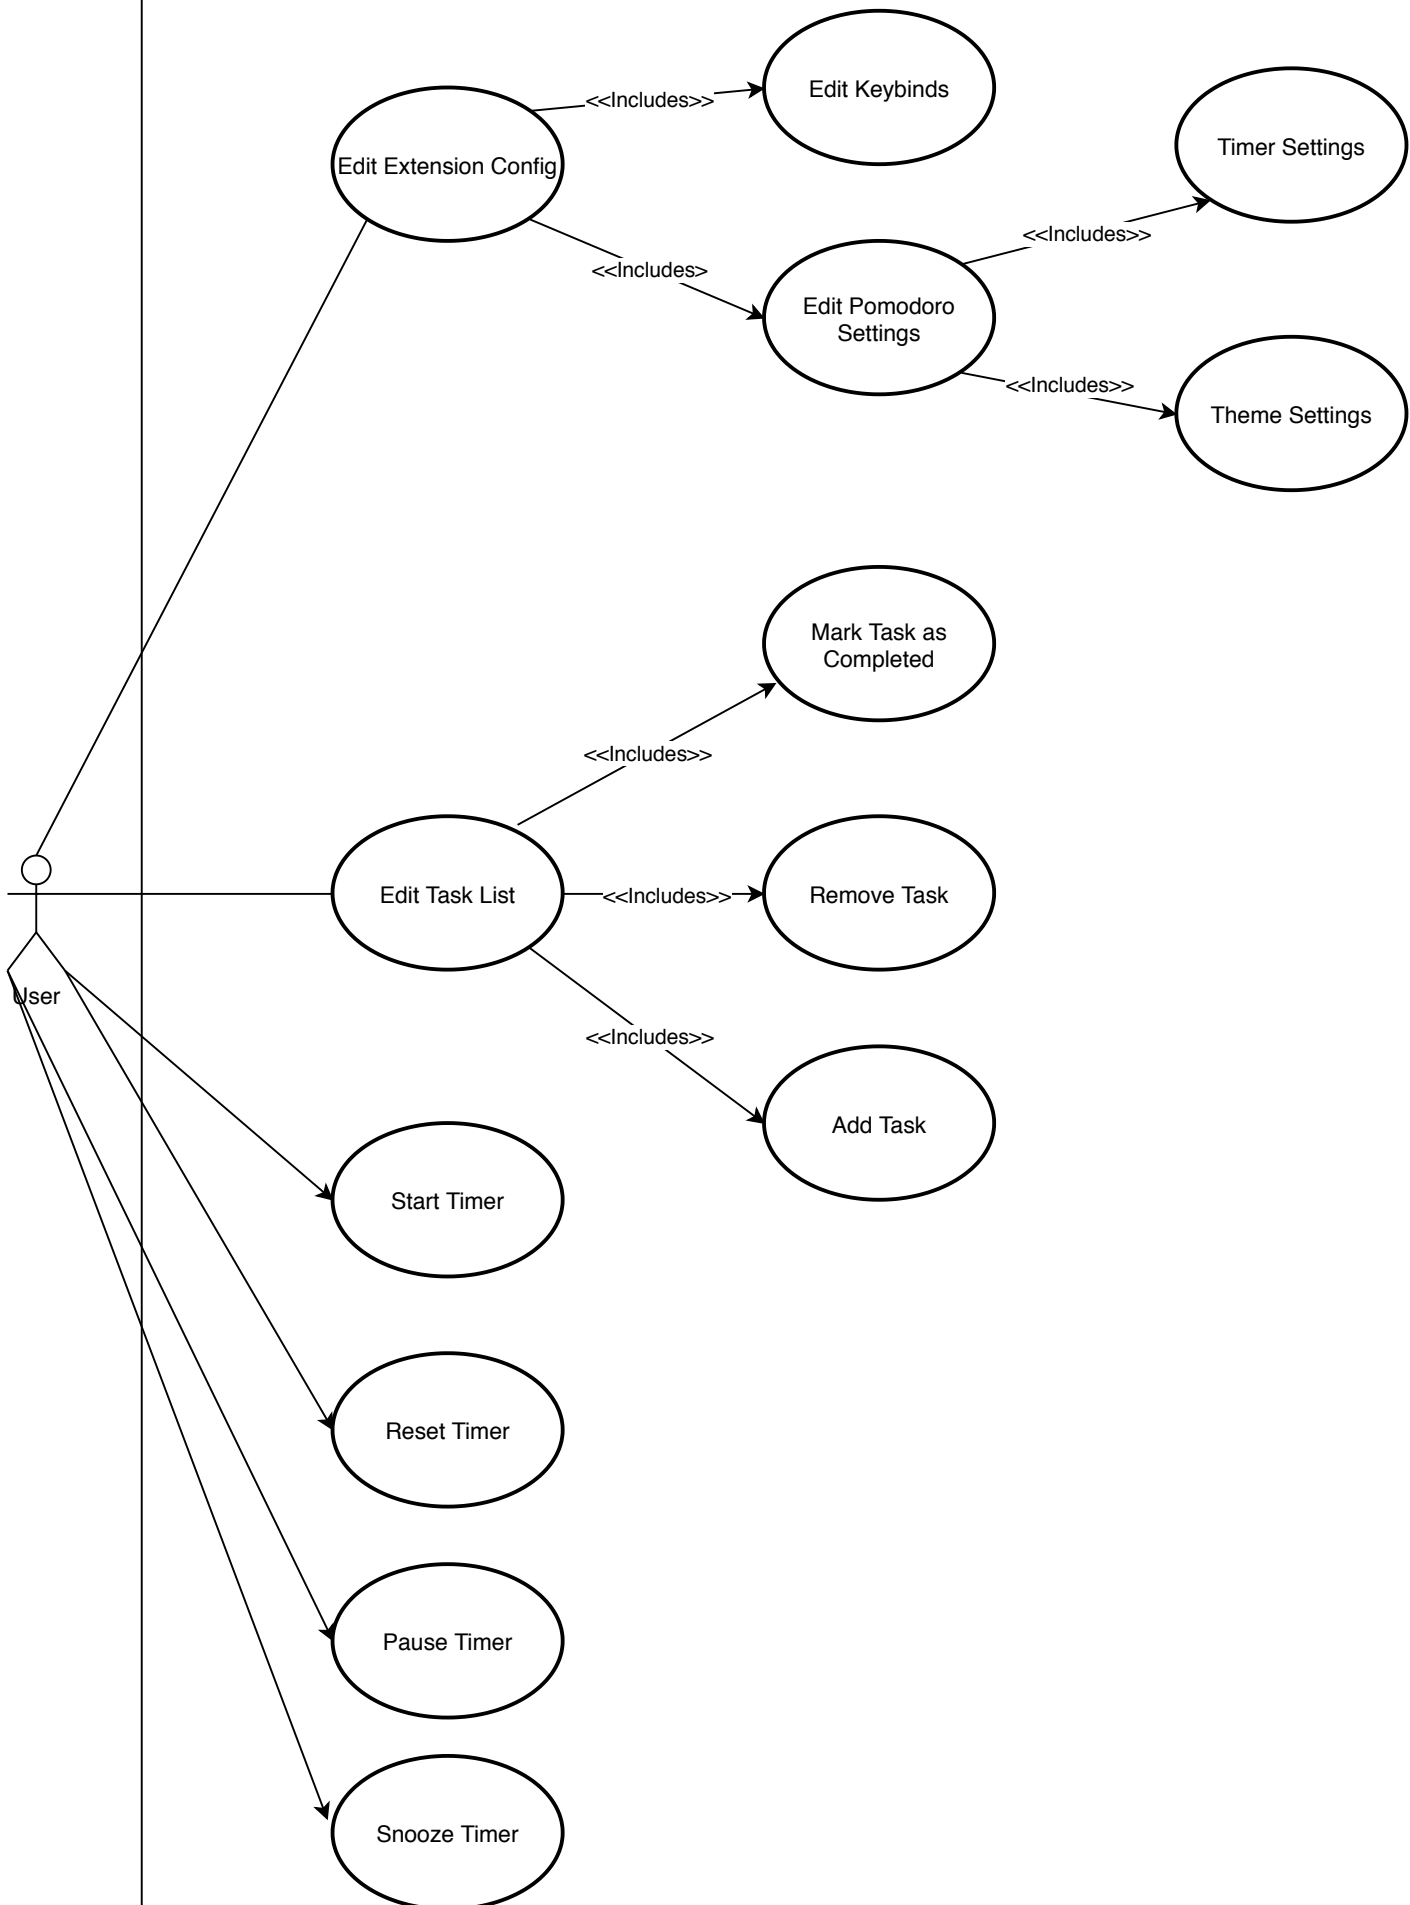 Edit Keybinds
<<Includes>>
Timer Settings
Edit Extension Config
<<Includes>>
<<Includes>
Edit Pomodoro
Settings
<<Includes>>
Theme Settings
Mark Task as
Completed
<<Includes>>
Edit Task List
<<Includes>>
Remove Task
User
<<Includes>>
Add Task
Start Timer
Reset Timer
Pause Timer
Snooze Timer